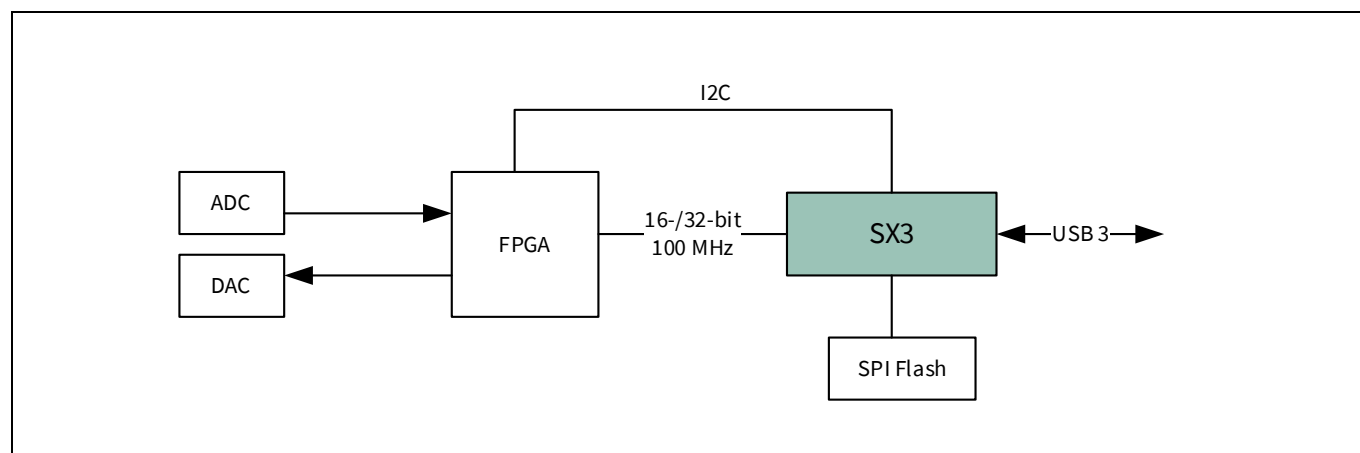 I2C
ADC
FPGA
16-/32-bit
100 MHz
SX3
USB 3
DAC
SPI Flash